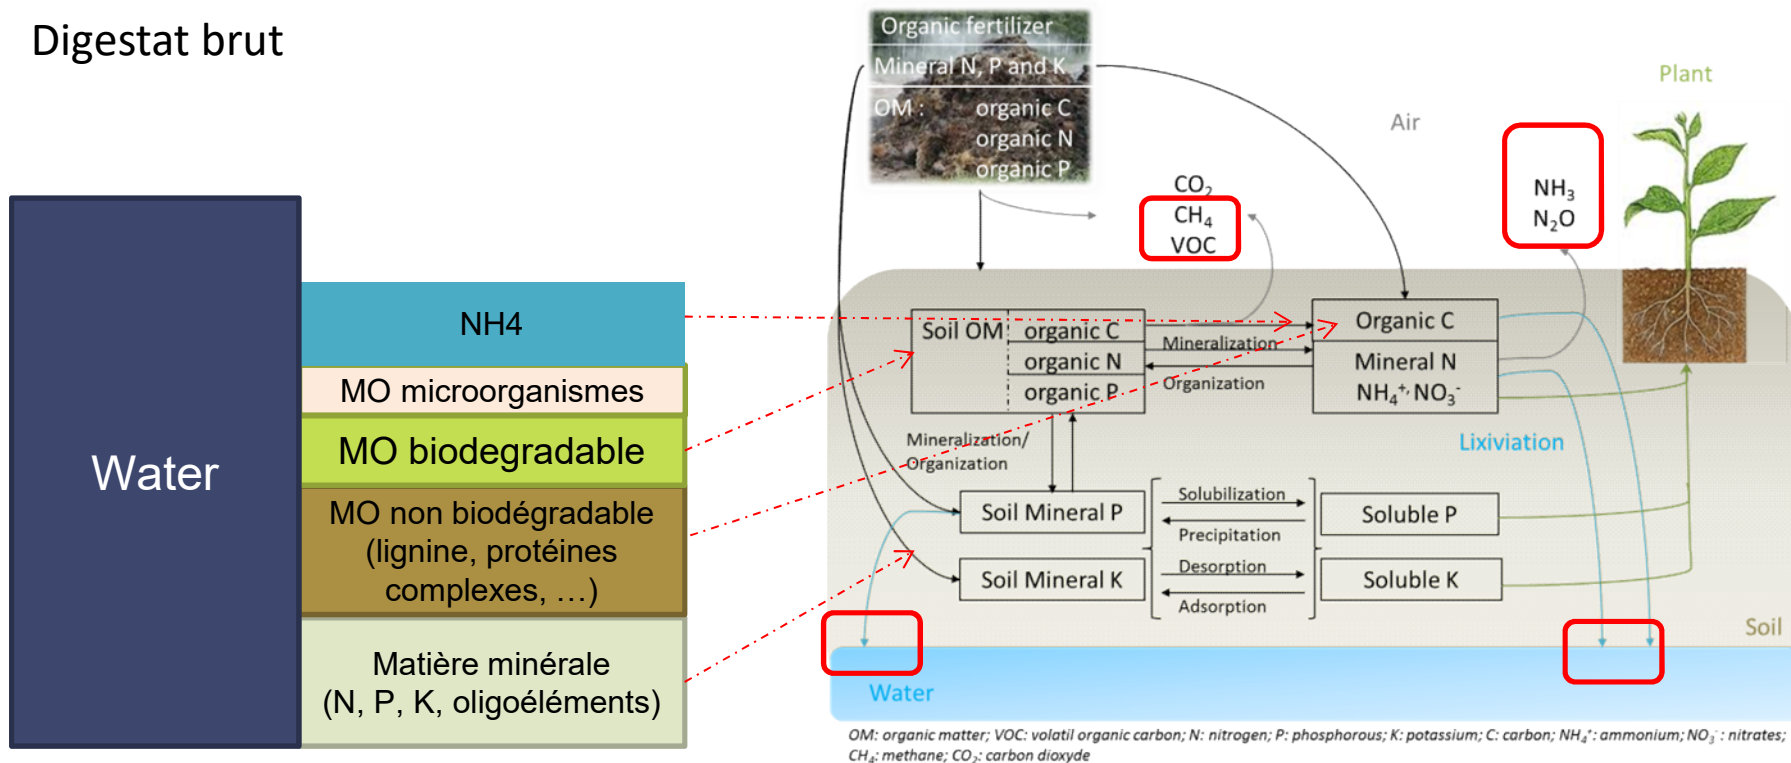 Digestat brut
Water
NH4
MO microorganismes
MO biodegradable
MO non biodégradable
(lignine, protéines
complexes, …)
Matière minérale
(N, P, K, oligoéléments)
Organic fertilizer
Mineral N, P and K
OM : organic C
organic N
organic P
Air
Plant
CO₂
CH₄
VOC
NH₃
N₂O
Soil OM
organic C
organic N
organic P
Mineralization
Organization
Organic C
Mineral N
NH₄⁺, NO₃⁻
Mineralization/
Organization
Lixiviation
Soil Mineral P
Solubilization
Precipitation
Soluble P
Soil Mineral K
Desorption
Adsorption
Soluble K
Soil
Water
OM: organic matter; VOC: volatil organic carbon; N: nitrogen; P: phosphorous; K: potassium; C: carbon; NH₄⁺: ammonium; NO₃⁻ : nitrates;
CH₄: methane; CO₂: carbon dioxyde